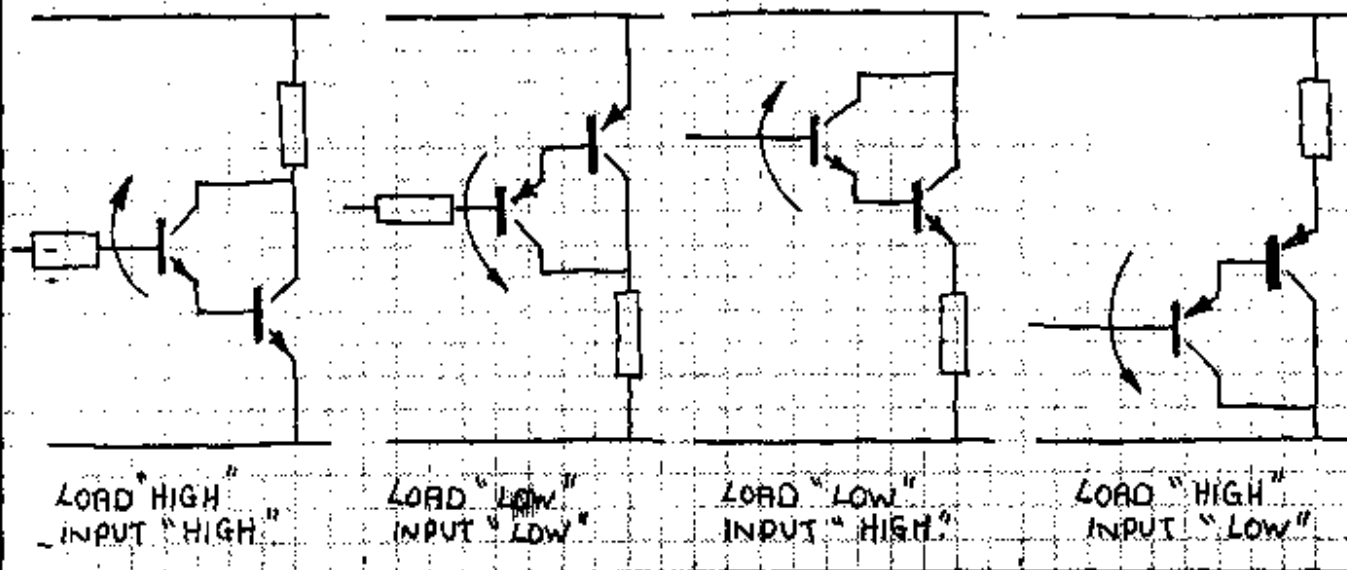 LOAD "HIGH"
INPUT "HIGH".
LOAD "LOW"
INPUT "LOW"
LOAD "LOW"
INPUT "HIGH".
LOAD "HIGH"
INPUT "LOW"